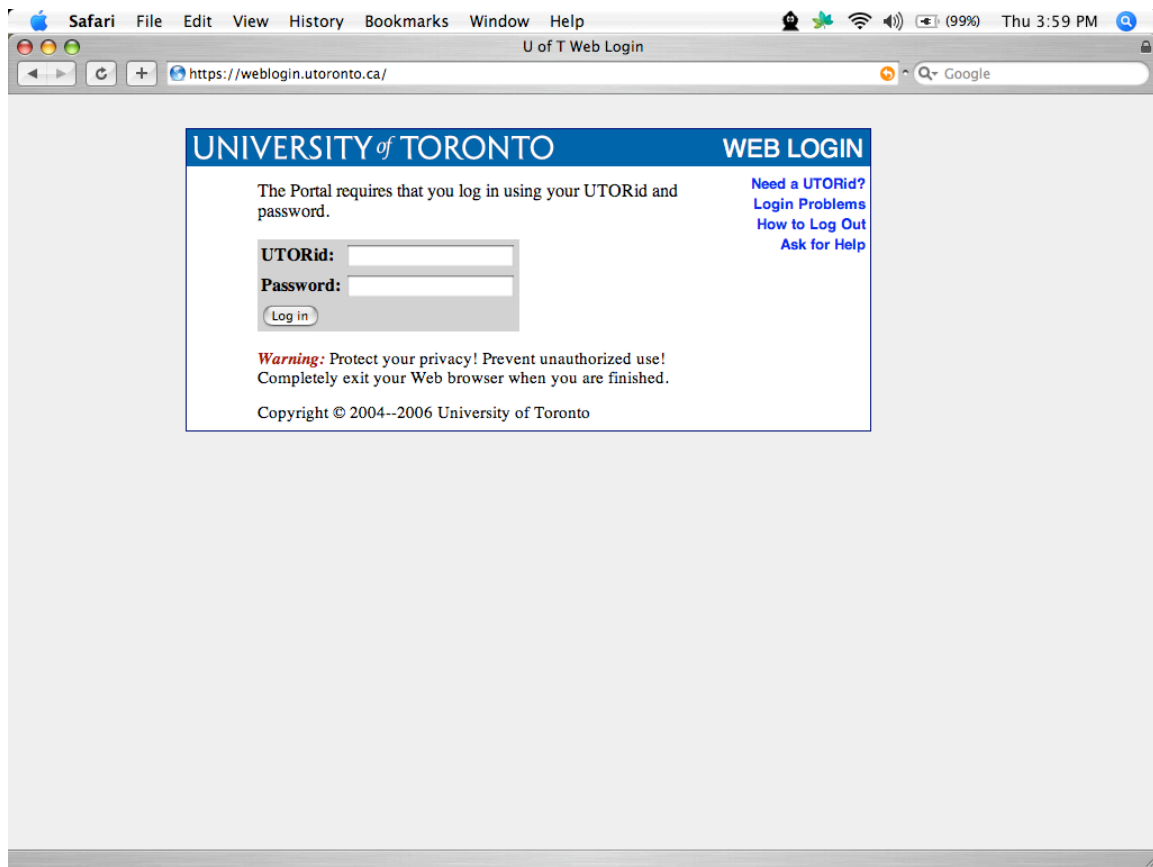 Safari File Edit View History Bookmarks Window Help (99%) Thu 3:59 PM
U of T Web Login
https://weblogin.utoronto.ca/ Google
UNIVERSITY of TORONTO WEB LOGIN
The Portal requires that you log in using your UTORid and
password.
Need a UTORid?
Login Problems
How to Log Out
Ask for Help
UTORid:
Password:
Log in
Warning: Protect your privacy! Prevent unauthorized use!
Completely exit your Web browser when you are finished.
Copyright © 2004--2006 University of Toronto